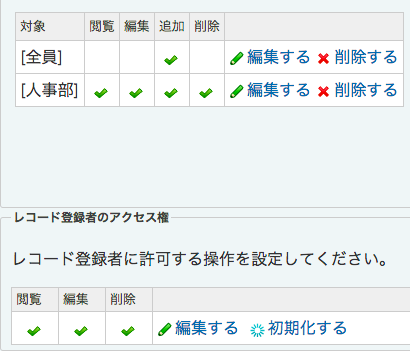 対象 閲覧 編集 追加 削除
[全員] 編集する 削除する
[人事部] 編集する 削除する
レコード登録者のアクセス権
レコード登録者に許可する操作を設定してください。
閲覧 編集 削除
編集する 初期化する